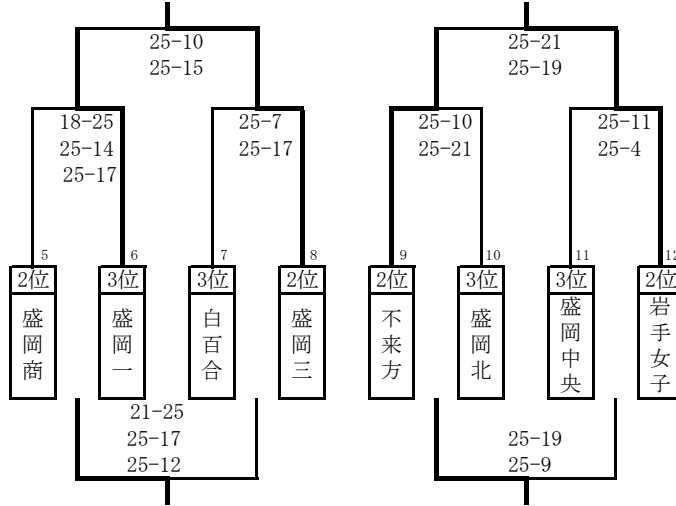 25-10
25-15
25-21
25-19
18-25
25-14
25-17
25-7
25-17
25-10
25-21
25-11
25-4
5
6
7
8
9
10
11
12
2位
3位
3位
2位
2位
3位
3位
2位
盛岡商
盛岡一
白百合
盛岡三
不来方
盛岡北
盛岡中央
岩手女子
21-25
25-17
25-12
25-19
25-9